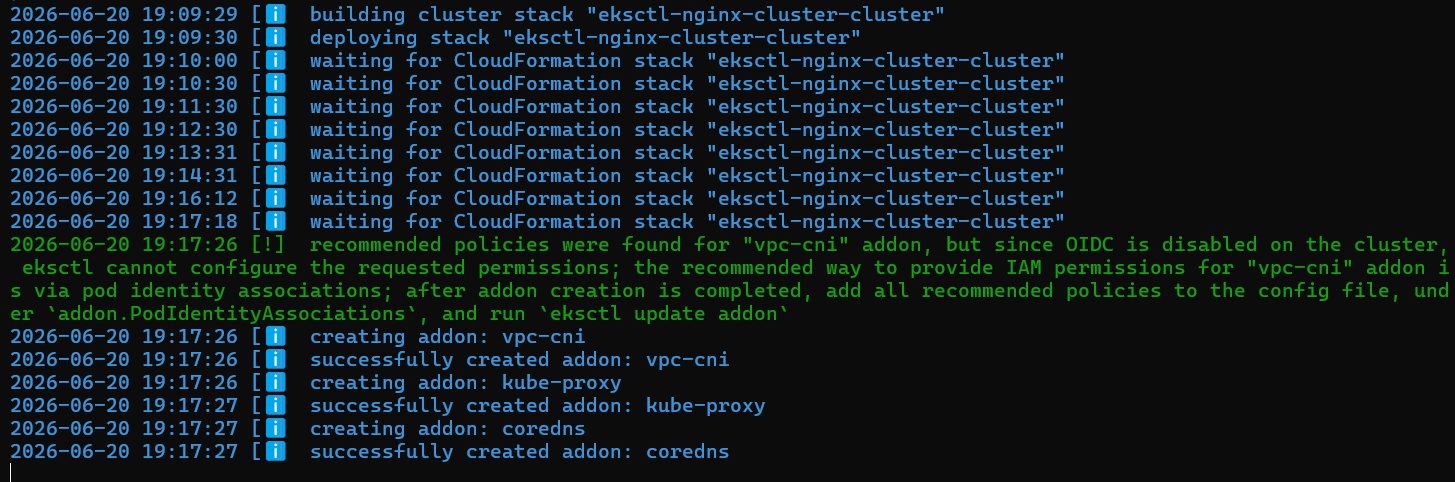 2026-06-20 19:09:29 [ℹ]  building cluster stack "eksctl-nginx-cluster-cluster"
2026-06-20 19:09:30 [ℹ]  deploying stack "eksctl-nginx-cluster-cluster"
2026-06-20 19:10:00 [ℹ]  waiting for CloudFormation stack "eksctl-nginx-cluster-cluster"
2026-06-20 19:10:30 [ℹ]  waiting for CloudFormation stack "eksctl-nginx-cluster-cluster"
2026-06-20 19:11:30 [ℹ]  waiting for CloudFormation stack "eksctl-nginx-cluster-cluster"
2026-06-20 19:12:30 [ℹ]  waiting for CloudFormation stack "eksctl-nginx-cluster-cluster"
2026-06-20 19:13:31 [ℹ]  waiting for CloudFormation stack "eksctl-nginx-cluster-cluster"
2026-06-20 19:14:31 [ℹ]  waiting for CloudFormation stack "eksctl-nginx-cluster-cluster"
2026-06-20 19:16:12 [ℹ]  waiting for CloudFormation stack "eksctl-nginx-cluster-cluster"
2026-06-20 19:17:18 [ℹ]  waiting for CloudFormation stack "eksctl-nginx-cluster-cluster"
2026-06-20 19:17:26 [!]  recommended policies were found for "vpc-cni" addon, but since OIDC is disabled on the cluster,
 eksctl cannot configure the requested permissions; the recommended way to provide IAM permissions for "vpc-cni" addon i
s via pod identity associations; after addon creation is completed, add all recommended policies to the config file, und
er `addon.PodIdentityAssociations`, and run `eksctl update addon`
2026-06-20 19:17:26 [ℹ]  creating addon: vpc-cni
2026-06-20 19:17:26 [ℹ]  successfully created addon: vpc-cni
2026-06-20 19:17:26 [ℹ]  creating addon: kube-proxy
2026-06-20 19:17:27 [ℹ]  successfully created addon: kube-proxy
2026-06-20 19:17:27 [ℹ]  creating addon: coredns
2026-06-20 19:17:27 [ℹ]  successfully created addon: coredns